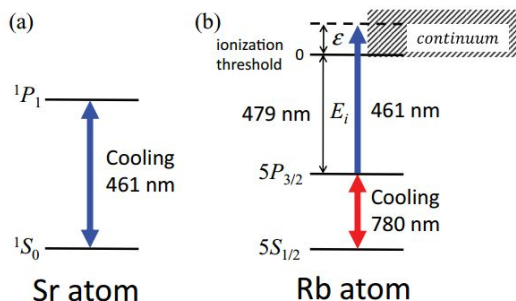 (a)
¹P₁
Cooling
461 nm
¹S₀
Sr atom
(b)
ε
continuum
ionization
threshold
0
479 nm
Eᵢ
461 nm
5P₃/₂
Cooling
780 nm
5S₁/₂
Rb atom